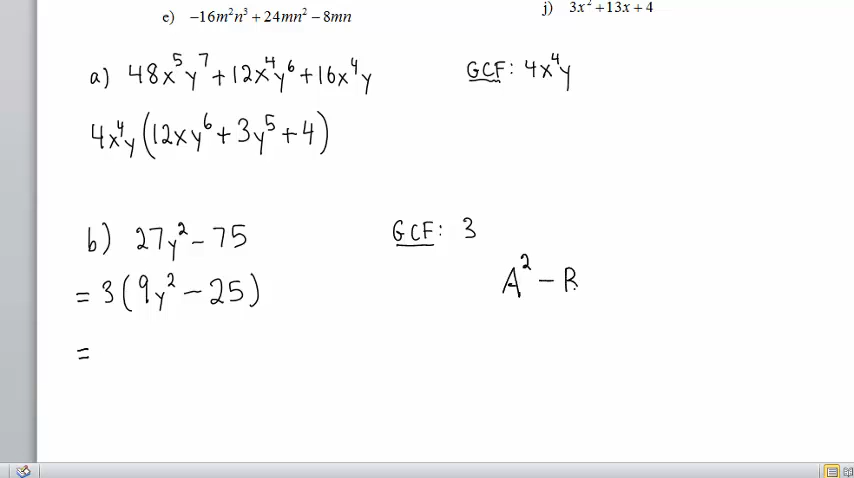 e) −16m²n³ + 24mn² − 8mn
j) 3x² + 13x + 4
a) 48x⁵y⁷ + 12x⁴y⁶ + 16x⁴y
GCF: 4x⁴y
4x⁴y(12xy⁶ + 3y⁵ + 4)
b) 27y² − 75
GCF: 3
= 3(9y² − 25)
A² − B
=